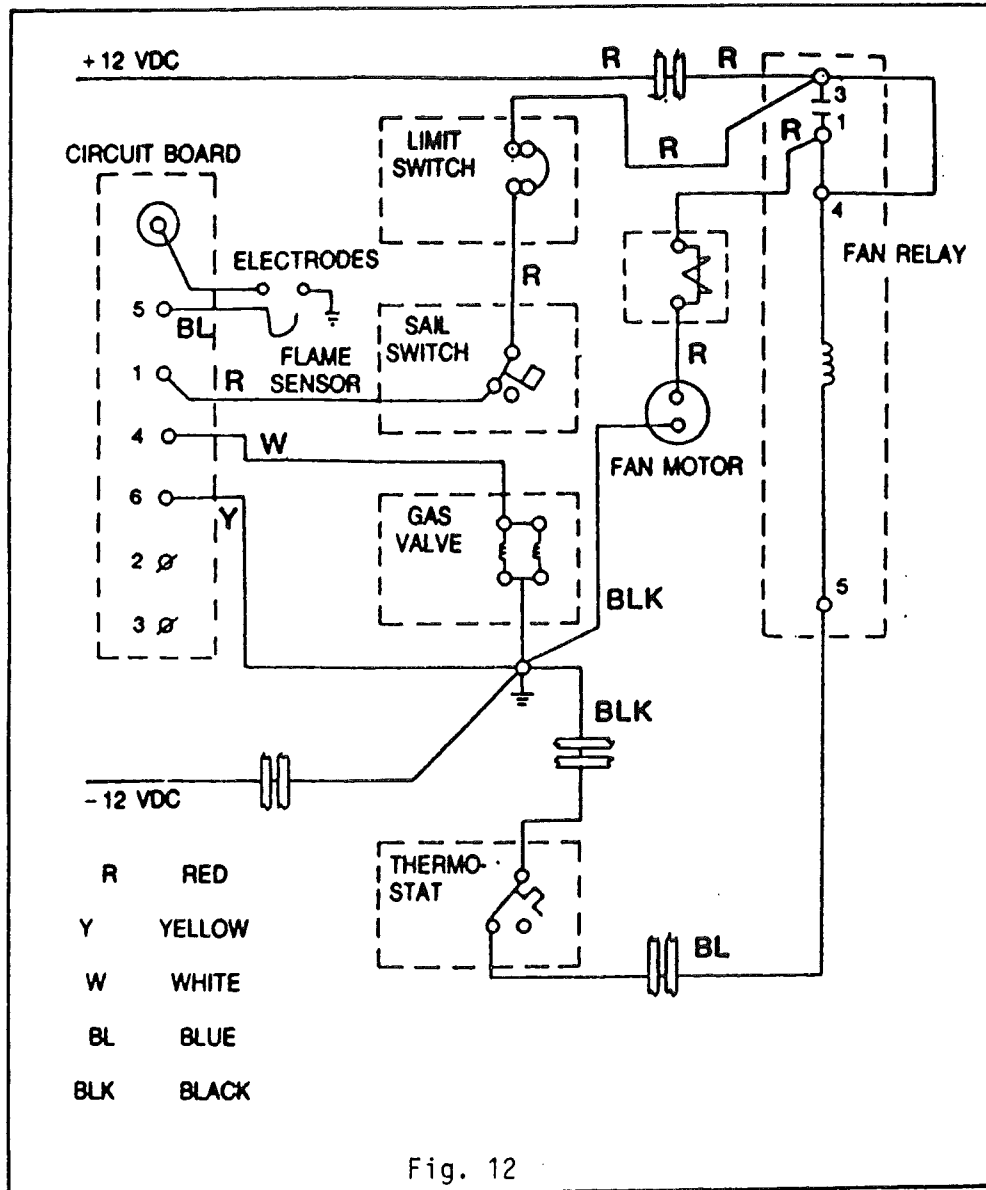 +12 VDC
R
R
3
1
R
4
FAN RELAY
5
LIMIT
SWITCH
R
CIRCUIT BOARD
ELECTRODES
5
BL
FLAME
SENSOR
1
R
R
SAIL
SWITCH
R
FAN MOTOR
4
W
6
Y
GAS
VALVE
2
3
BLK
BLK
-12 VDC
THERMO-
STAT
BL
R RED
Y YELLOW
W WHITE
BL BLUE
BLK BLACK
Fig. 12